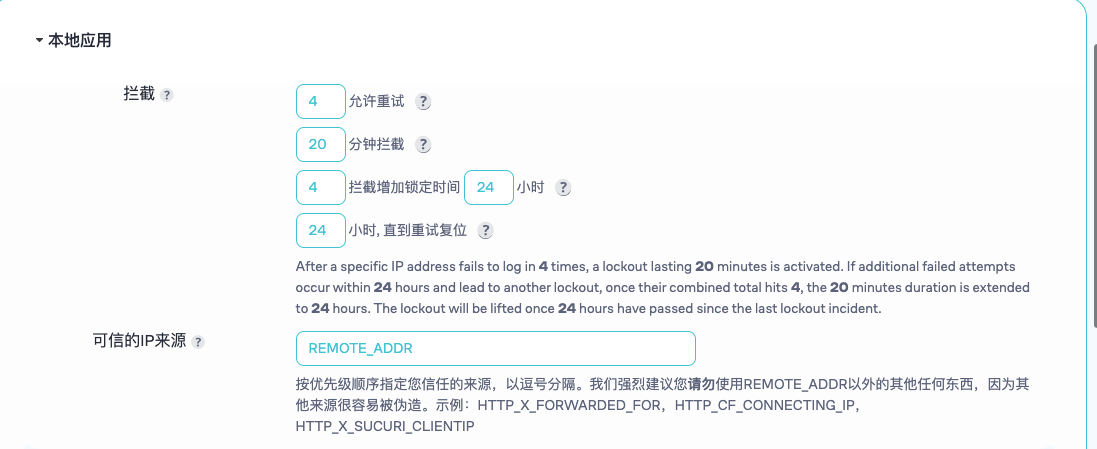 本地应用
拦截 ?
4 允许重试 ?
20 分钟拦截 ?
4 拦截增加锁定时间 24 小时 ?
24 小时, 直到重试复位 ?
After a specific IP address fails to log in 4 times, a lockout lasting 20 minutes is activated. If additional failed attempts
occur within 24 hours and lead to another lockout, once their combined total hits 4, the 20 minutes duration is extended
to 24 hours. The lockout will be lifted once 24 hours have passed since the last lockout incident.
可信的IP来源 ?
REMOTE_ADDR
按优先级顺序指定您信任的来源，以逗号分隔。我们强烈建议您请勿使用REMOTE_ADDR以外的其他任何东西，因为其
他来源很容易被伪造。示例：HTTP_X_FORWARDED_FOR，HTTP_CF_CONNECTING_IP，
HTTP_X_SUCURI_CLIENTIP